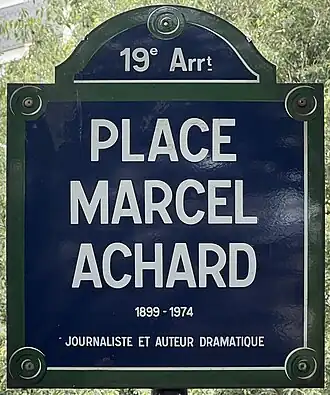 19e Arrt
PLACE
MARCEL
ACHARD
1899 - 1974
JOURNALISTE ET AUTEUR DRAMATIQUE